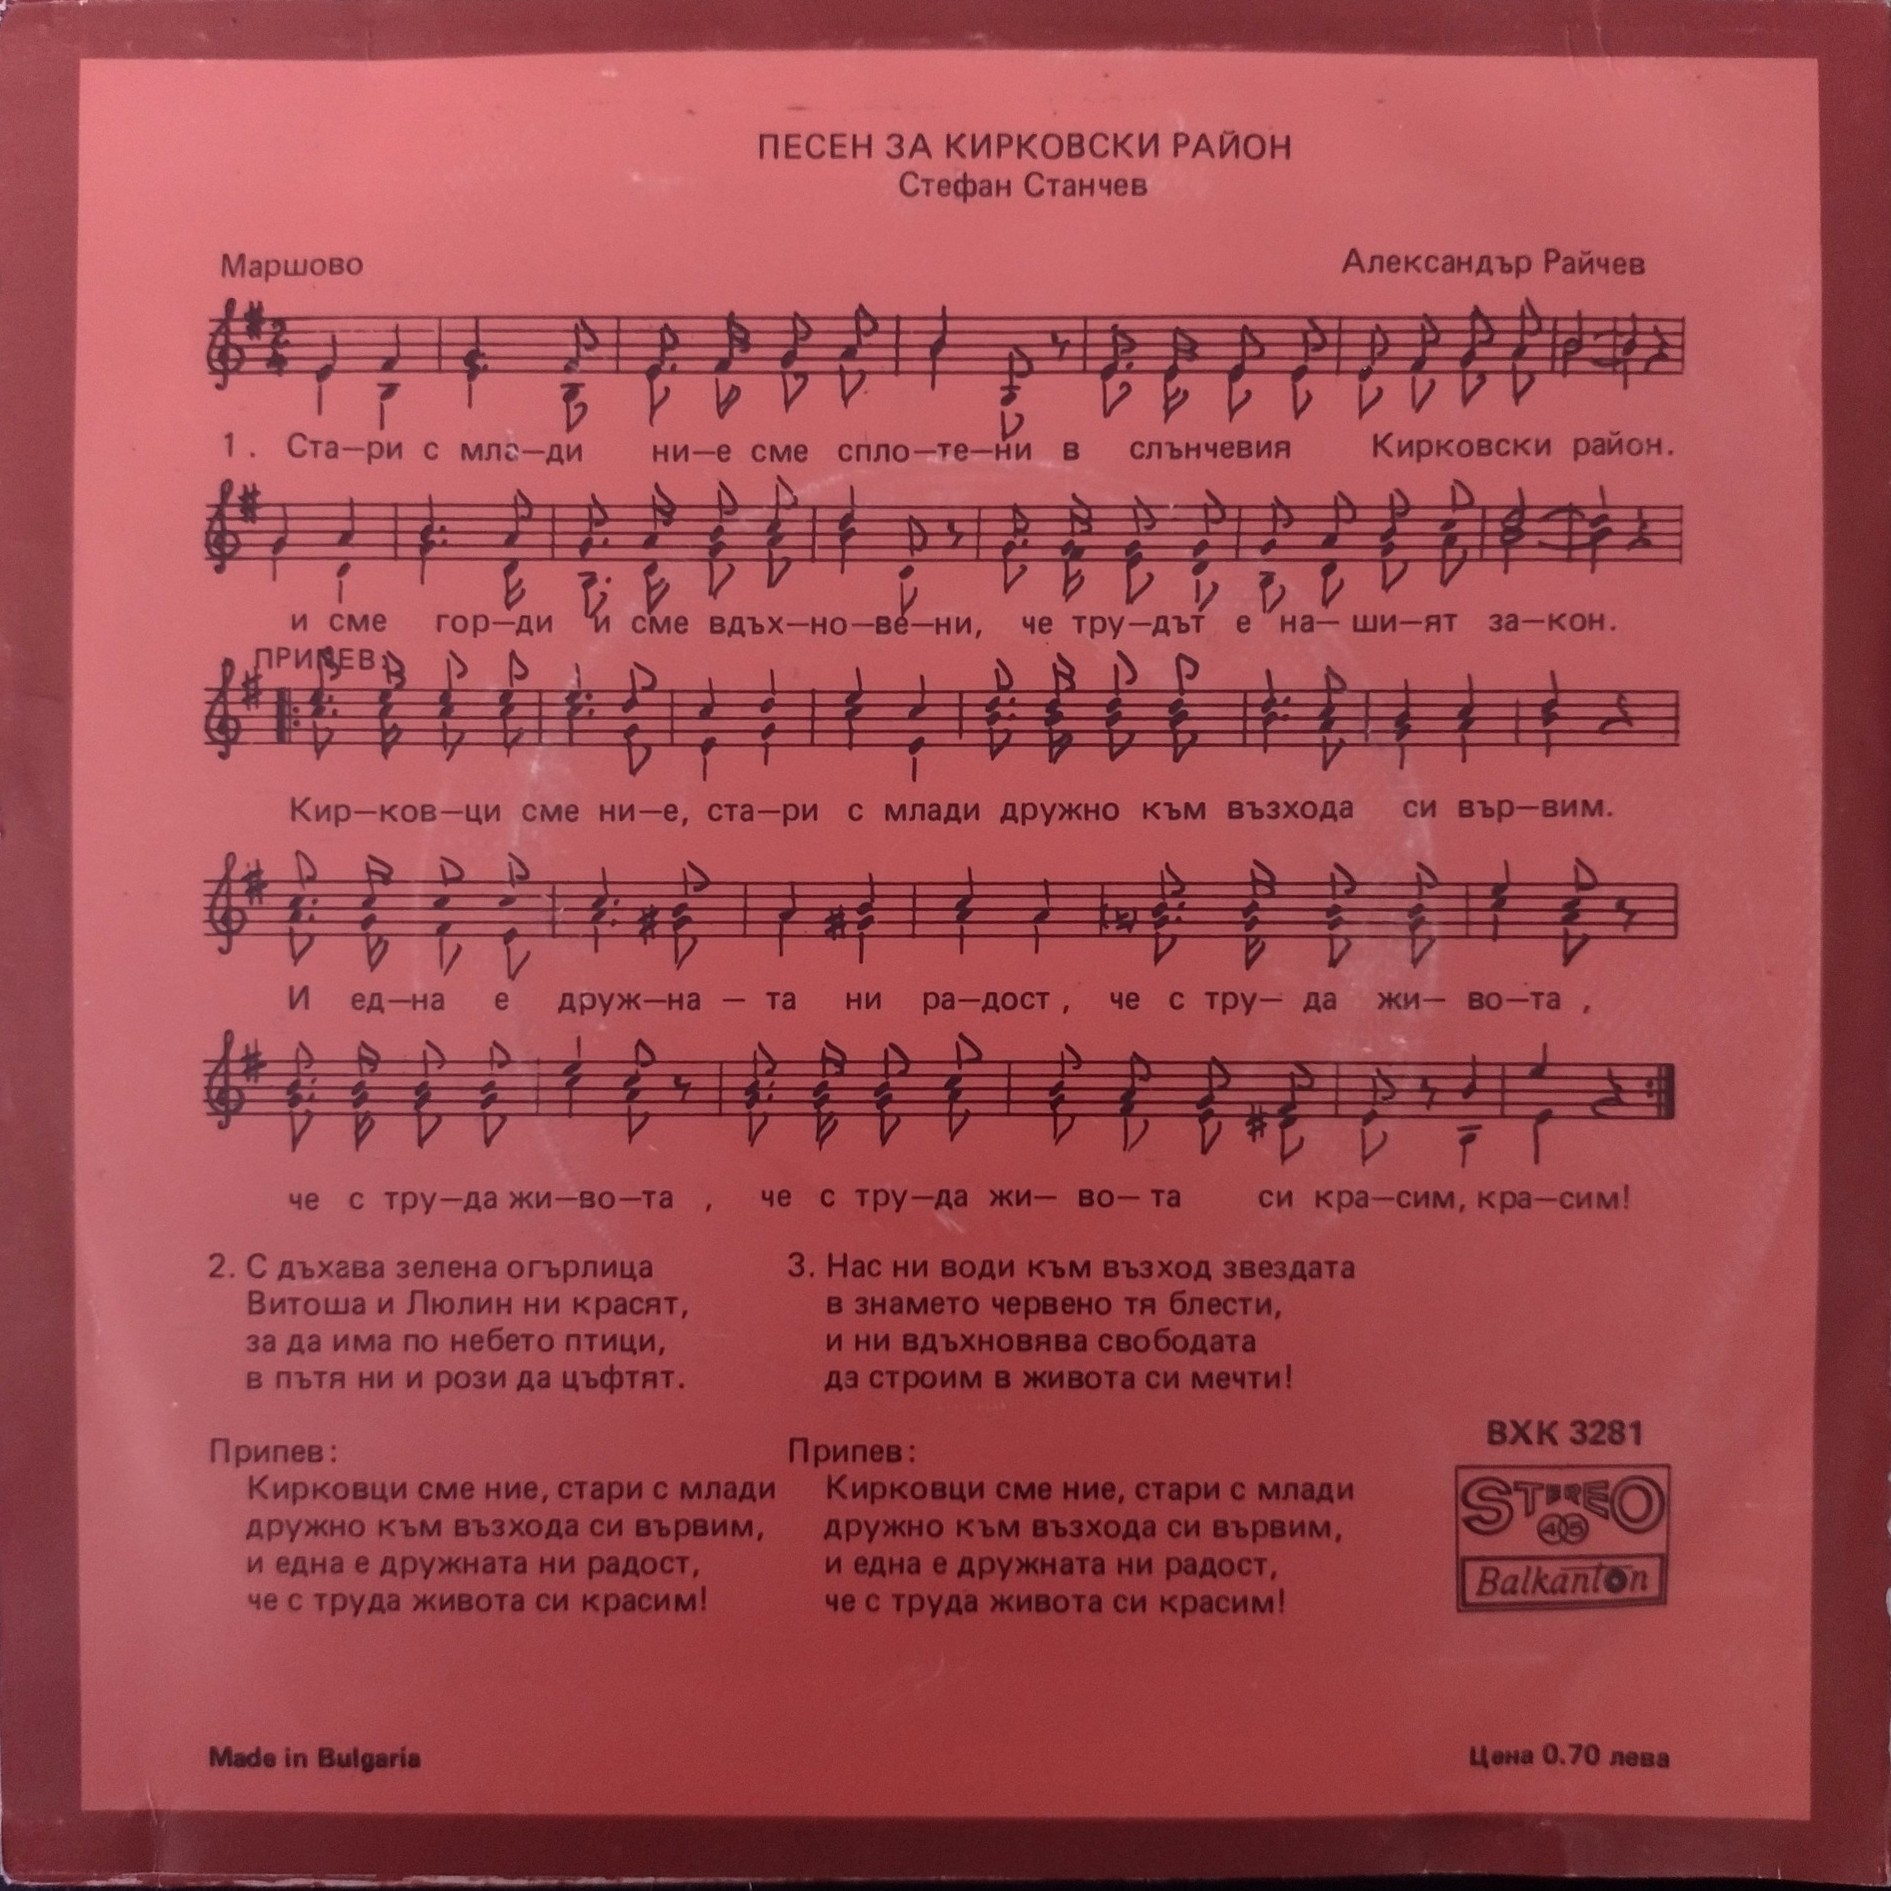 ПЕСЕН ЗА КИРКОВСКИ РАЙОН
Стефан Станчев
Маршово
Александър Райчев
1. Ста—ри с мла—ди ни—е сме спло—те—ни в слънчевия Кирковски район.
и сме гор—ди и сме вдъх—но—ве—ни, че тру—дът е на—ши—ят за—кон.
ПРИПЕВ:
Кир—ков—ци сме ни—е, ста—ри с млади дружно към възхода си вър—вим.
И ед—на е друж—на — та ни ра—дост, че с тру— да жи— во—та,
че с тру—да жи—во—та, че с тру—да жи— во— та си кра—сим, кра—сим!
2. С дъхава зелена огърлица
Витоша и Люлин ни красят,
за да има по небето птици,
в пътя ни и рози да цъфтят.
Припев:
Кирковци сме ние, стари с млади
дружно към възхода си вървим,
и една е дружната ни радост,
че с труда живота си красим!
3. Нас ни води към възход звездата
в знамето червено тя блести,
и ни вдъхновява свободата
да строим в живота си мечти!
Припев:
Кирковци сме ние, стари с млади
дружно към възхода си вървим,
и една е дружната ни радост,
че с труда живота си красим!
ВХК 3281
STEREO
45
Balkanton
Made in Bulgaria
Цена 0.70 лева